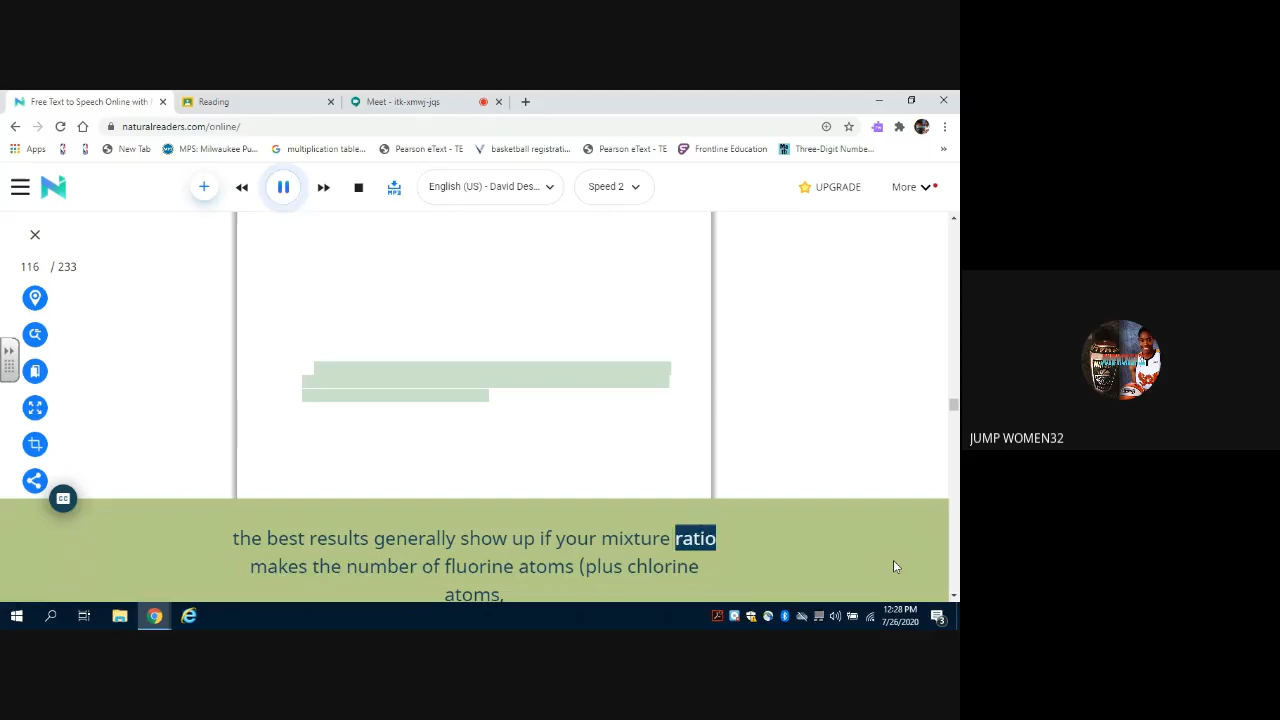 Free Text to Speech Online with
Reading
Meet - itk-xmwj-jqs
naturalreaders.com/online/
Apps
New Tab
MPS: Milwaukee Pu...
multiplication table...
Pearson eText - TE
basketball registrati...
Pearson eText - TE
Frontline Education
Three-Digit Numbe...
MP3
English (US) - David Des...
Speed 2
UPGRADE
More
116 / 233
CC
the best results generally show up if your mixture ratio
makes the number of fluorine atoms (plus chlorine
atoms,
JUMP WOMEN32
12:28 PM
7/26/2020
3